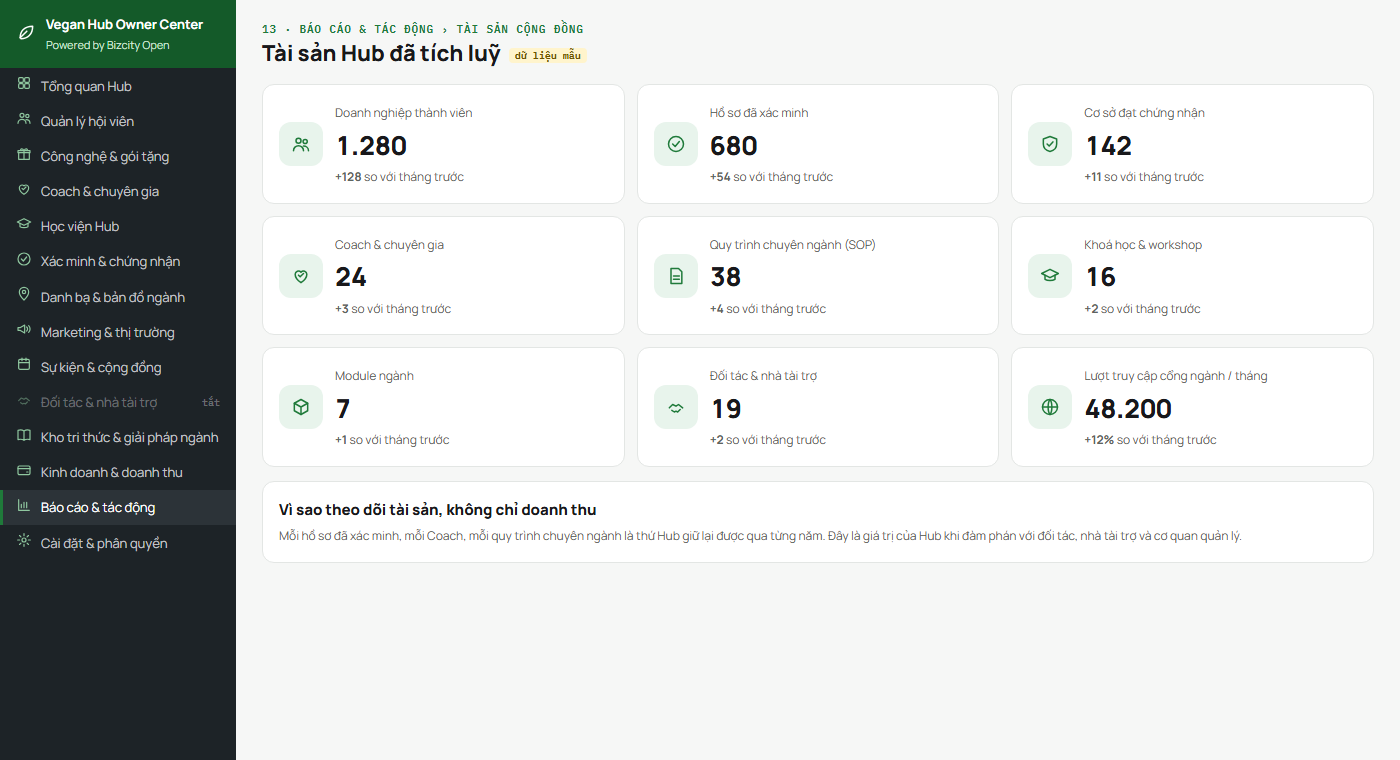 Vegan Hub Owner Center
Powered by Bizcity Open
Tổng quan Hub
Quản lý hội viên
Công nghệ & gói tặng
Coach & chuyên gia
Học viện Hub
Xác minh & chứng nhận
Danh bạ & bản đồ ngành
Marketing & thị trường
Sự kiện & cộng đồng
Đối tác & nhà tài trợ tắt
Kho tri thức & giải pháp ngành
Kinh doanh & doanh thu
Báo cáo & tác động
Cài đặt & phân quyền
13 · BÁO CÁO & TÁC ĐỘNG › TÀI SẢN CỘNG ĐỒNG
Tài sản Hub đã tích luỹ dữ liệu mẫu
Doanh nghiệp thành viên
1.280
+128 so với tháng trước
Hồ sơ đã xác minh
680
+54 so với tháng trước
Cơ sở đạt chứng nhận
142
+11 so với tháng trước
Coach & chuyên gia
24
+3 so với tháng trước
Quy trình chuyên ngành (SOP)
38
+4 so với tháng trước
Khoá học & workshop
16
+2 so với tháng trước
Module ngành
7
+1 so với tháng trước
Đối tác & nhà tài trợ
19
+2 so với tháng trước
Lượt truy cập cổng ngành / tháng
48.200
+12% so với tháng trước
Vì sao theo dõi tài sản, không chỉ doanh thu
Mỗi hồ sơ đã xác minh, mỗi Coach, mỗi quy trình chuyên ngành là thứ Hub giữ lại được qua từng năm. Đây là giá trị của Hub khi đàm phán với đối tác, nhà tài trợ và cơ quan quản lý.